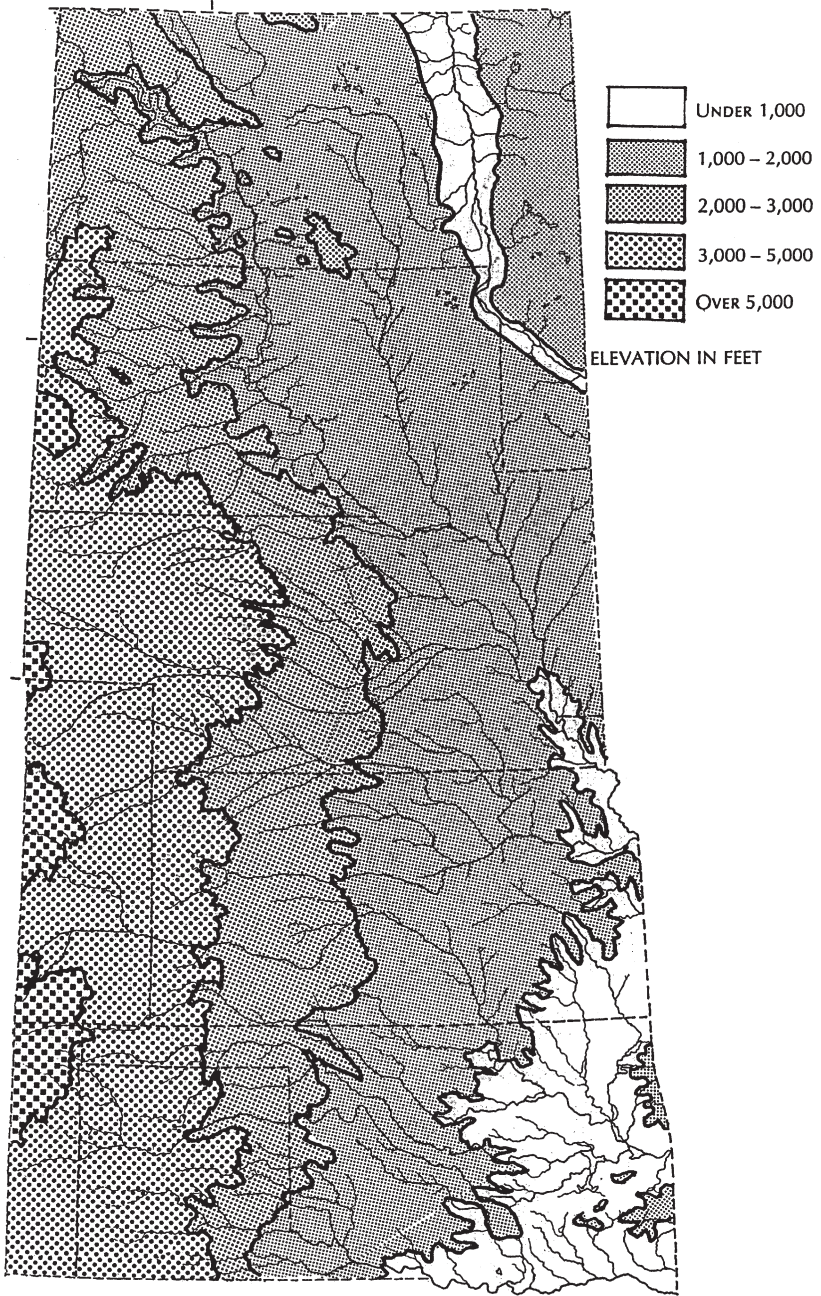 UNDER 1,000
1,000 – 2,000
2,000 – 3,000
3,000 – 5,000
OVER 5,000
ELEVATION IN FEET